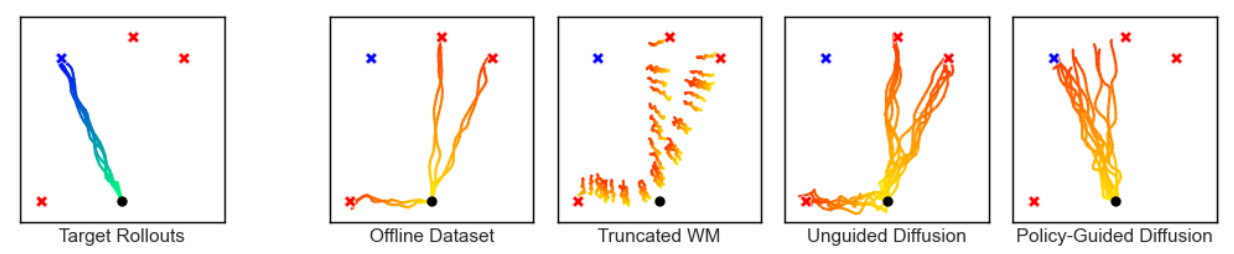 Target Rollouts
Offline Dataset
Truncated WM
Unguided Diffusion
Policy-Guided Diffusion